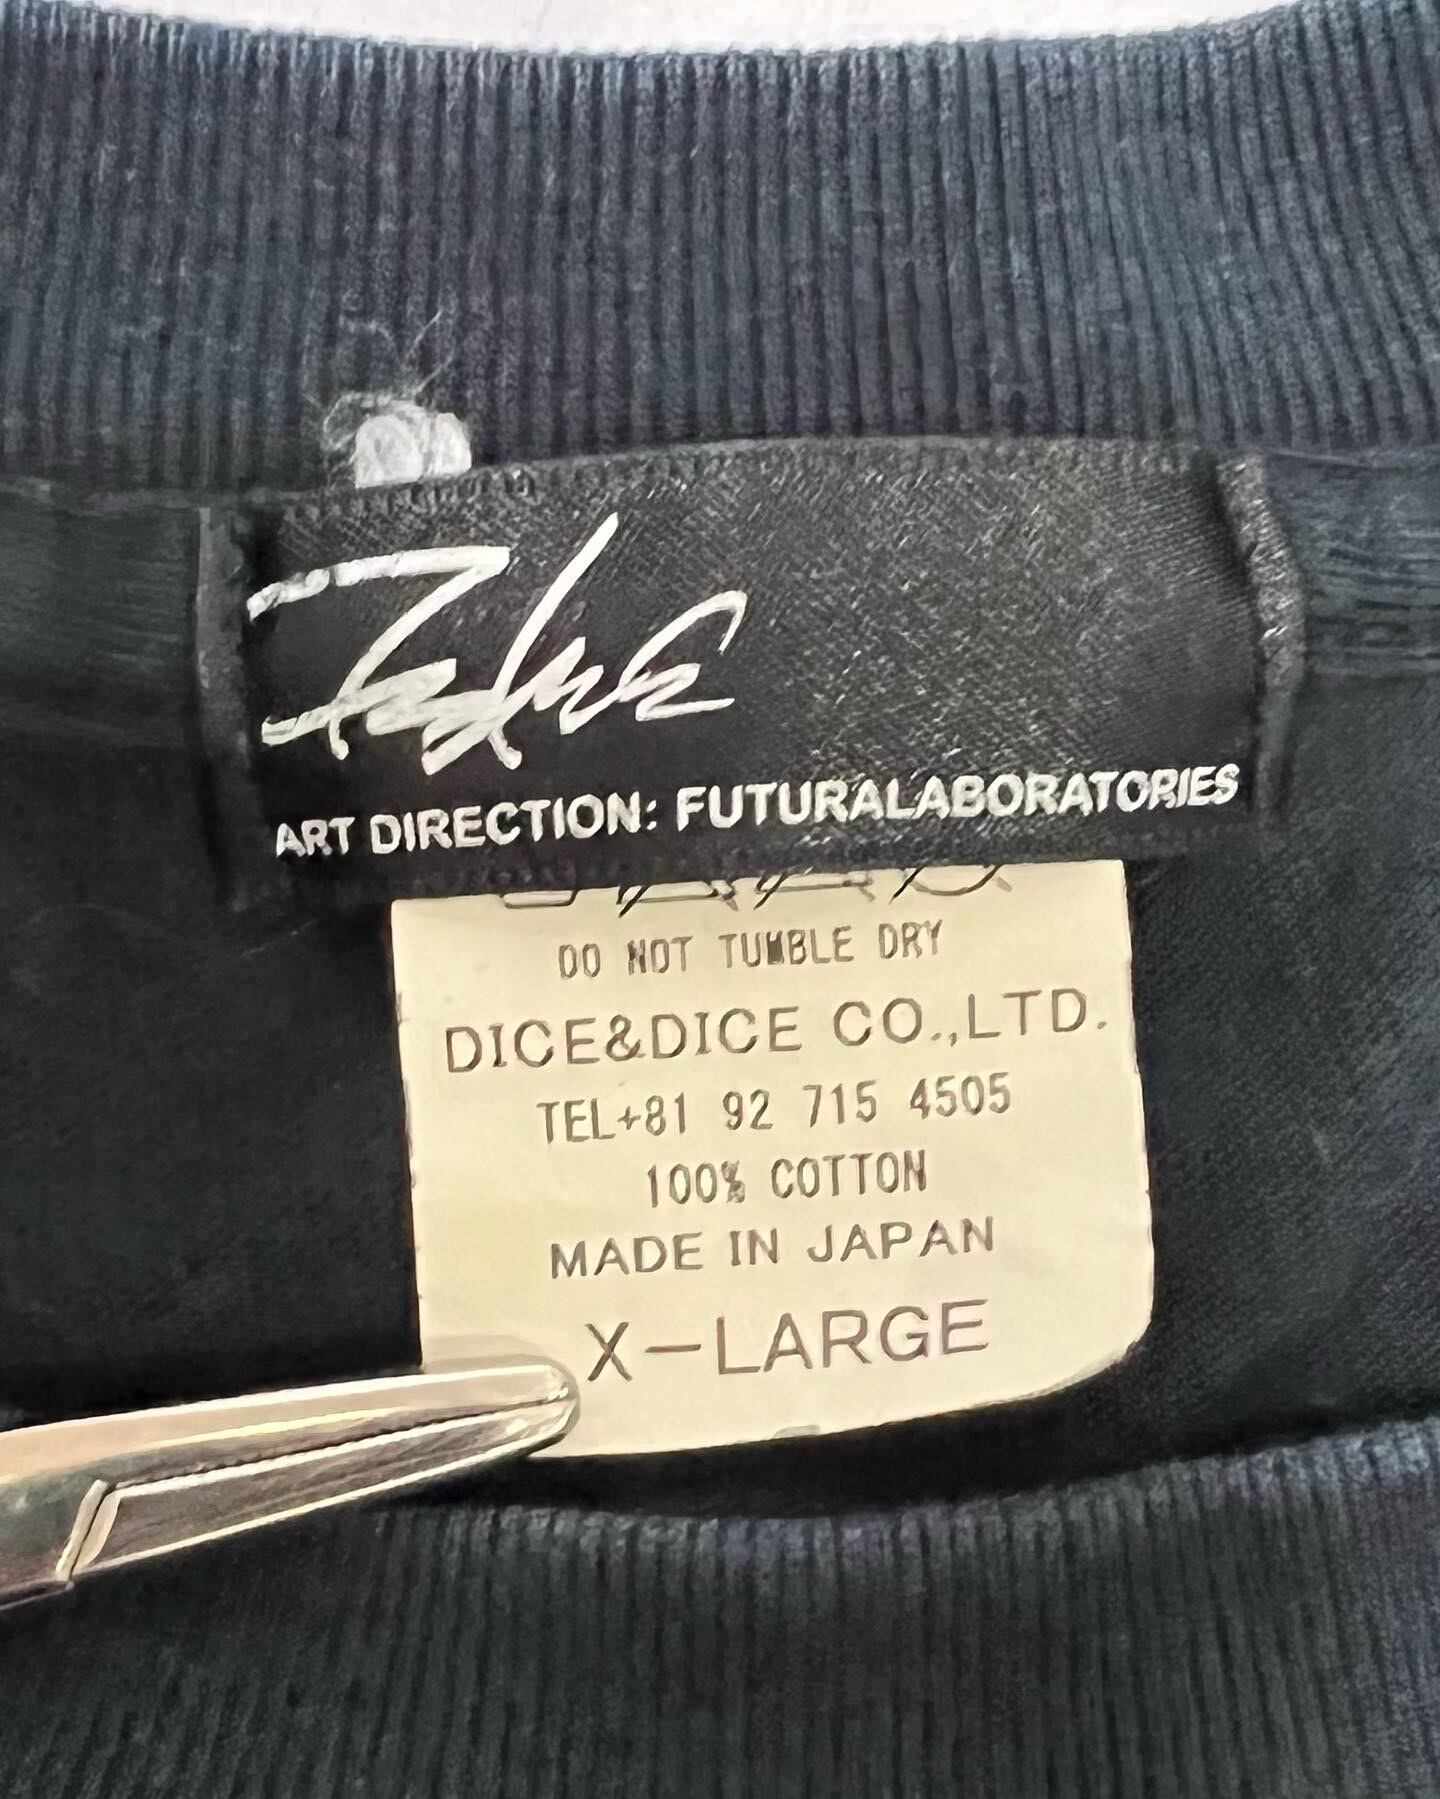 Futura
ART DIRECTION: FUTURALABORATORIES
DO NOT TUMBLE DRY
DICE&DICE CO.,LTD.
TEL+81 92 715 4505
100% COTTON
MADE IN JAPAN
X-LARGE